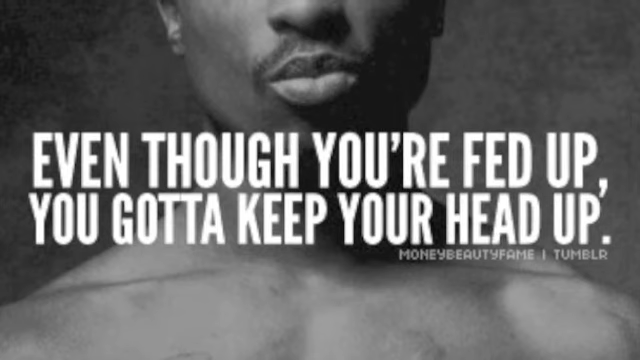 EVEN THOUGH YOU'RE FED UP,
YOU GOTTA KEEP YOUR HEAD UP.
MONEYBEAUTYFAME | TUMBLR